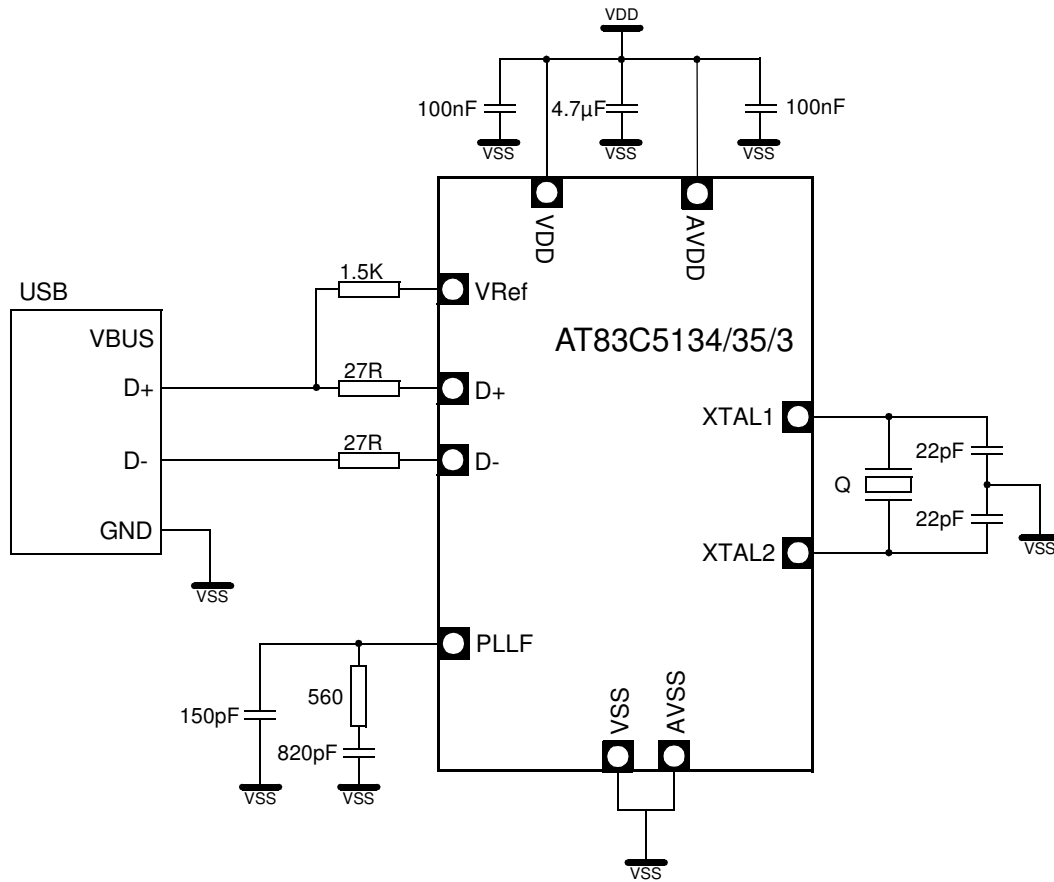 VDD
100nF
4.7µF
100nF
VSS
VSS
VSS
VDD
AVDD
1.5K
VRef
USB
VBUS
AT83C5134/35/3
D+
27R
D+
XTAL1
D-
27R
D-
22pF
Q
22pF
GND
VSS
XTAL2
VSS
PLLF
560
150pF
820pF
VSS
AVSS
VSS
VSS
VSS